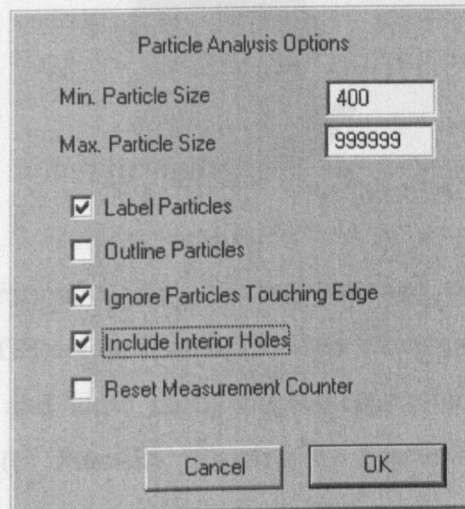 Particle Analysis Options
Min. Particle Size 400
Max. Particle Size 999999
Label Particles
Outline Particles
Ignore Particles Touching Edge
Include Interior Holes
Reset Measurement Counter
Cancel OK